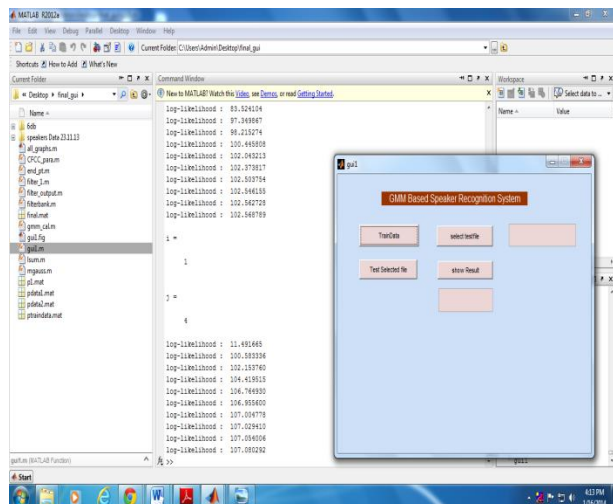 MATLAB R2012a
File Edit View Debug Parallel Desktop Window Help
Current Folder: C:\Users\Admin\Desktop\final_gui
Shortcuts How to Add What's New
Current Folder
Command Window
Workspace
« Desktop » final_gui
New to MATLAB? Watch this Video, see Demos, or read Getting Started.
Select data to...
Name
Name Value
6db
speakers Data 23.11.13
all_graphs.m
CFCC_para.m
end_pt.m
filter_1.m
filter_output.m
filterbank.m
final.mat
gmm_cal.m
gui1.fig
gui1.m
lsum.m
mgauss.m
p1.mat
pdata1.mat
pdata2.mat
ptraindata.mat
log-likelihood : 83.524104
log-likelihood : 97.349867
log-likelihood : 98.215274
log-likelihood : 100.445808
log-likelihood : 102.043213
log-likelihood : 102.373817
log-likelihood : 102.503754
log-likelihood : 102.546155
log-likelihood : 102.562728
log-likelihood : 102.568789
i =
1
j =
4
log-likelihood : 11.491665
log-likelihood : 100.583336
log-likelihood : 102.153760
log-likelihood : 104.419515
log-likelihood : 106.764930
log-likelihood : 106.955600
log-likelihood : 107.004778
log-likelihood : 107.029410
log-likelihood : 107.054006
log-likelihood : 107.080292
fx >>
gui1
GMM Based Speaker Recognition System
TrainData
select testfile
Test Selected file
show Result
gui1
gui1.m (MATLAB Function)
Start
4:13 PM